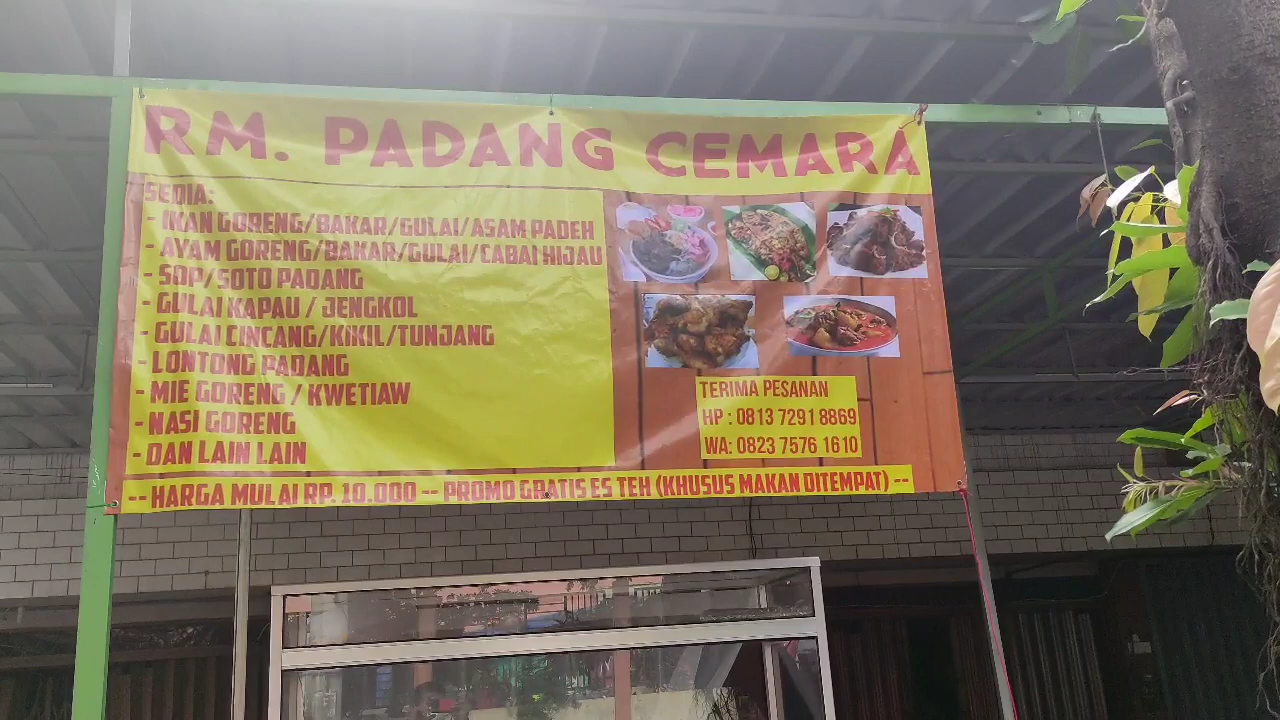 RM. PADANG CEMARA
SEDIA:
- IKAN GORENG/BAKAR/GULAI/ASAM PADEH
- AYAM GORENG/BAKAR/GULAI/CABAI HIJAU
- SOP/SOTO PADANG
- GULAI KAPAU / JENGKOL
- GULAI CINCANG/KIKIL/TUNJANG
- LONTONG PADANG
- MIE GORENG / KWETIAW
- NASI GORENG
- DAN LAIN LAIN
TERIMA PESANAN
HP : 0813 7291 8869
WA: 0823 7576 1610
-- HARGA MULAI RP. 10.000 -- PROMO GRATIS ES TEH (KHUSUS MAKAN DITEMPAT) --